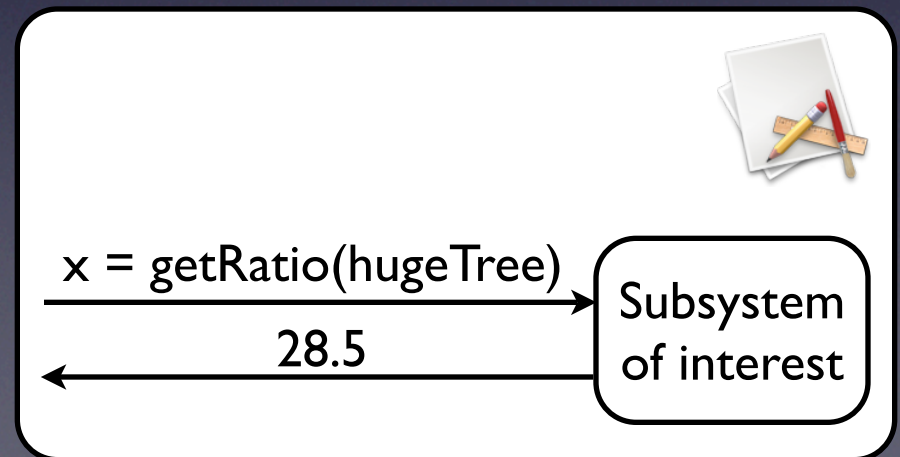 x = getRatio(hugeTree)
28.5
Subsystem
of interest